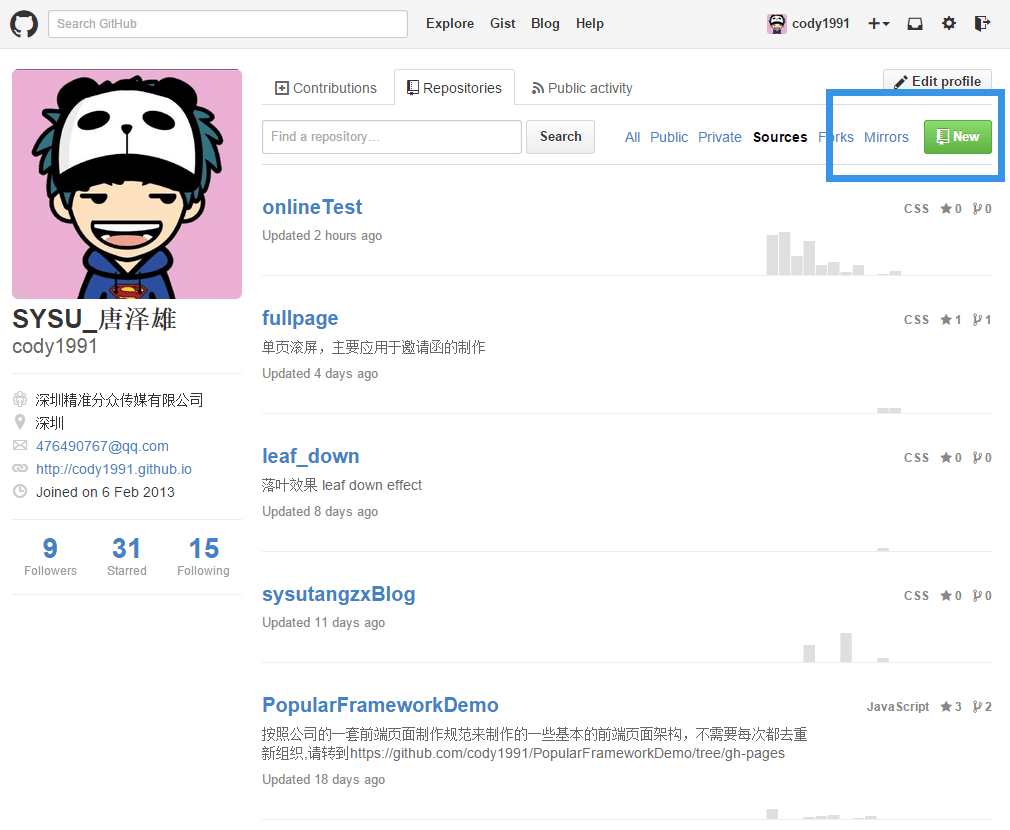 Search GitHub
Explore Gist Blog Help
cody1991
Contributions Repositories Public activity
Edit profile
Find a repository…
Search
All Public Private Sources Forks Mirrors
New
SYSU_唐泽雄
cody1991
深圳精准分众传媒有限公司
深圳
476490767@qq.com
http://cody1991.github.io
Joined on 6 Feb 2013
9 31 15
Followers Starred Following
onlineTest
CSS 0 0
Updated 2 hours ago
fullpage
CSS 1 1
单页滚屏，主要应用于邀请函的制作
Updated 4 days ago
leaf_down
CSS 0 0
落叶效果 leaf down effect
Updated 8 days ago
sysutangzxBlog
CSS 0 0
Updated 11 days ago
PopularFrameworkDemo
JavaScript 3 2
按照公司的一套前端页面制作规范来制作的一些基本的前端页面架构，不需要每次都去重
新组织,请转到https://github.com/cody1991/PopularFrameworkDemo/tree/gh-pages
Updated 18 days ago